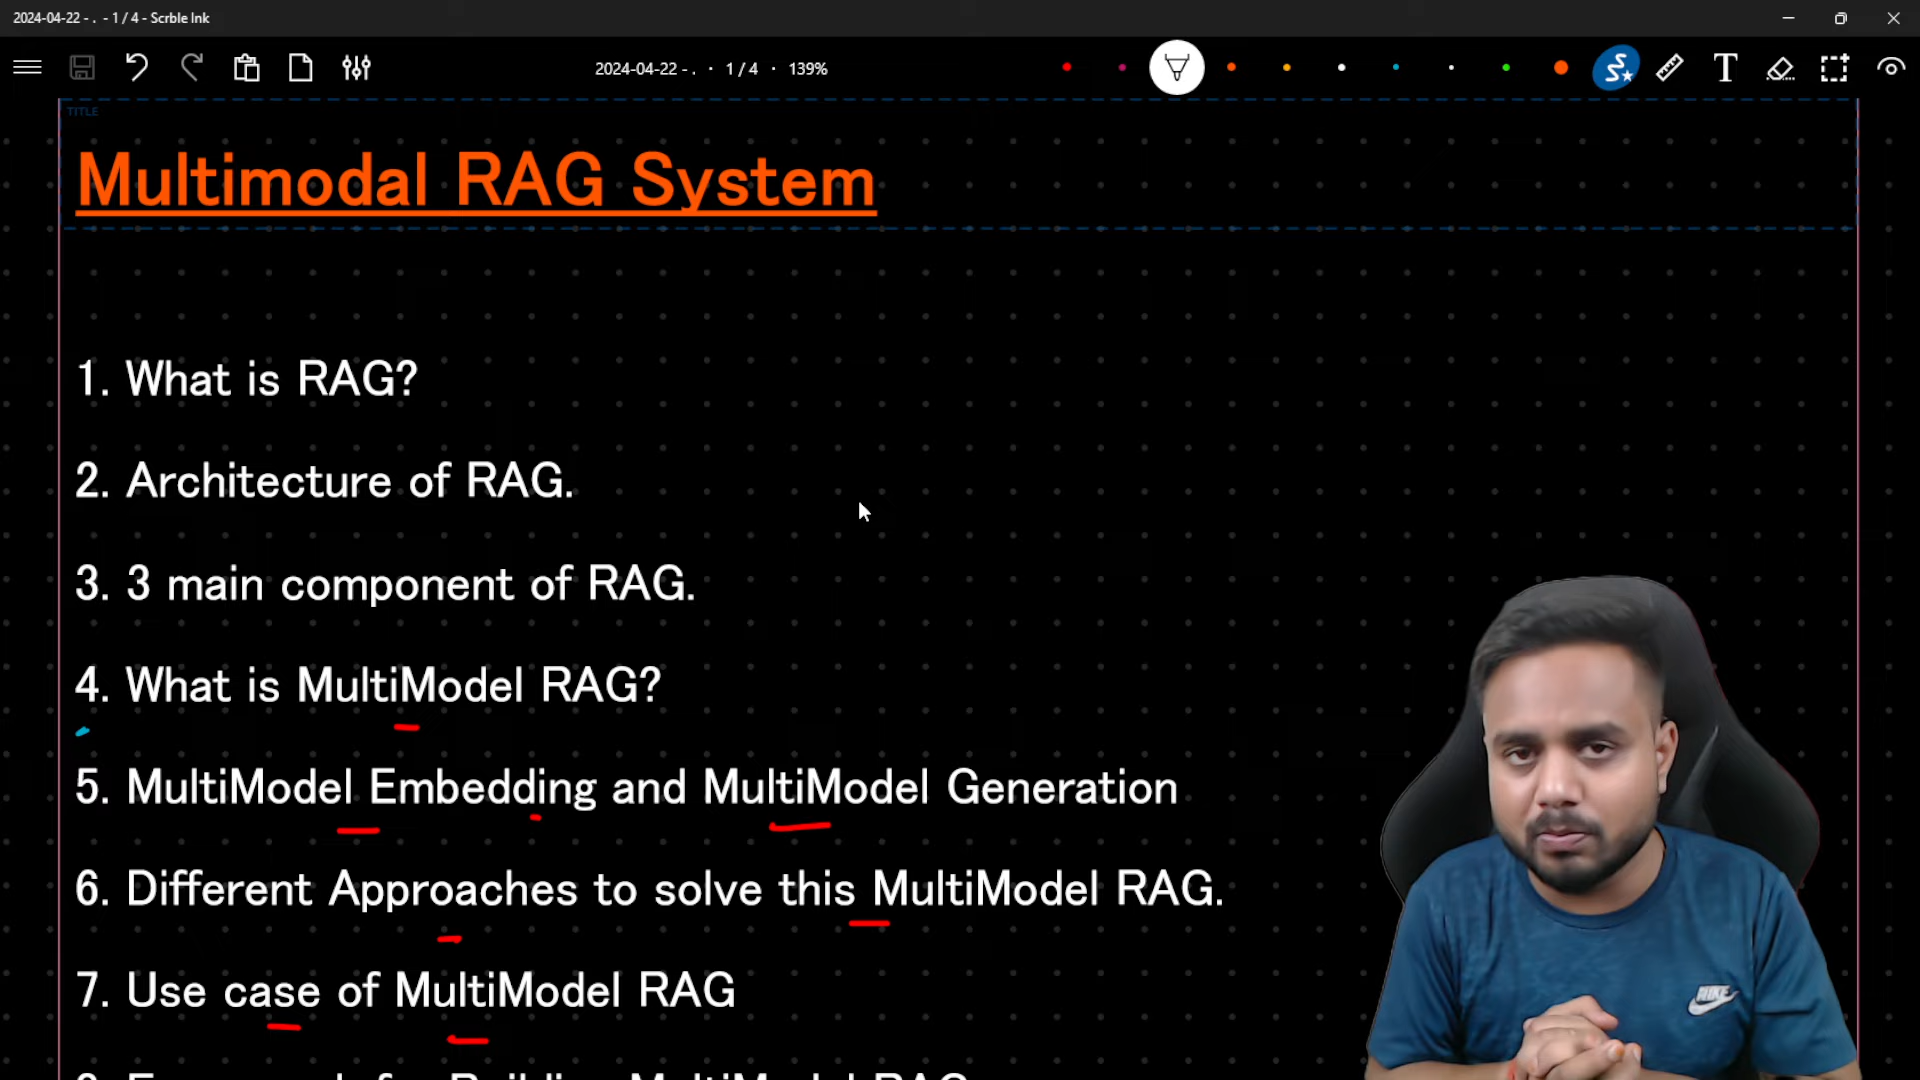 2024-04-22 - . - 1 / 4 - Scrble Ink
2024-04-22 - . · 1 / 4 · 139%
T
TITLE
Multimodal RAG System
1. What is RAG?
2. Architecture of RAG.
3. 3 main component of RAG.
4. What is MultiModel RAG?
5. MultiModel Embedding and MultiModel Generation
6. Different Approaches to solve this MultiModel RAG.
7. Use case of MultiModel RAG
NIKE